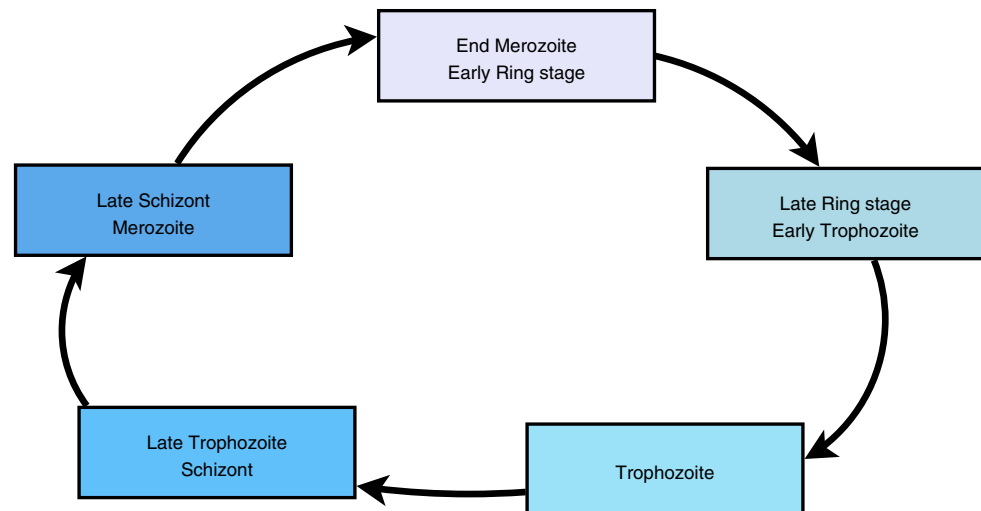 End Merozoite
Early Ring stage
Late Schizont
Merozoite
Late Ring stage
Early Trophozoite
Late Trophozoite
Schizont
Trophozoite